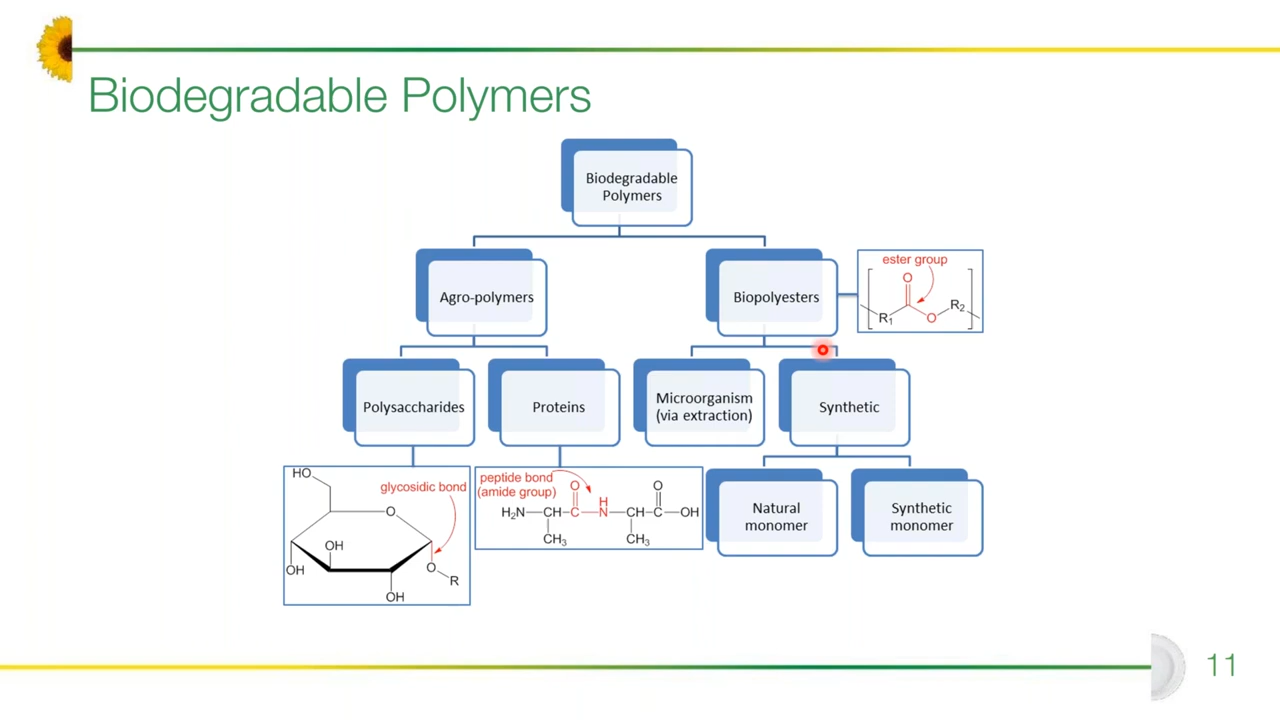 Biodegradable Polymers
Biodegradable
Polymers
Agro-polymers
Biopolyesters
ester group
O
R1
O
R2
Polysaccharides
Proteins
Microorganism
(via extraction)
Synthetic
HO
glycosidic bond
O
OH
OH
O
R
OH
peptide bond
(amide group)
O
H
O
H2N
CH
C
N
CH
C
OH
CH3
CH3
Natural
monomer
Synthetic
monomer
11